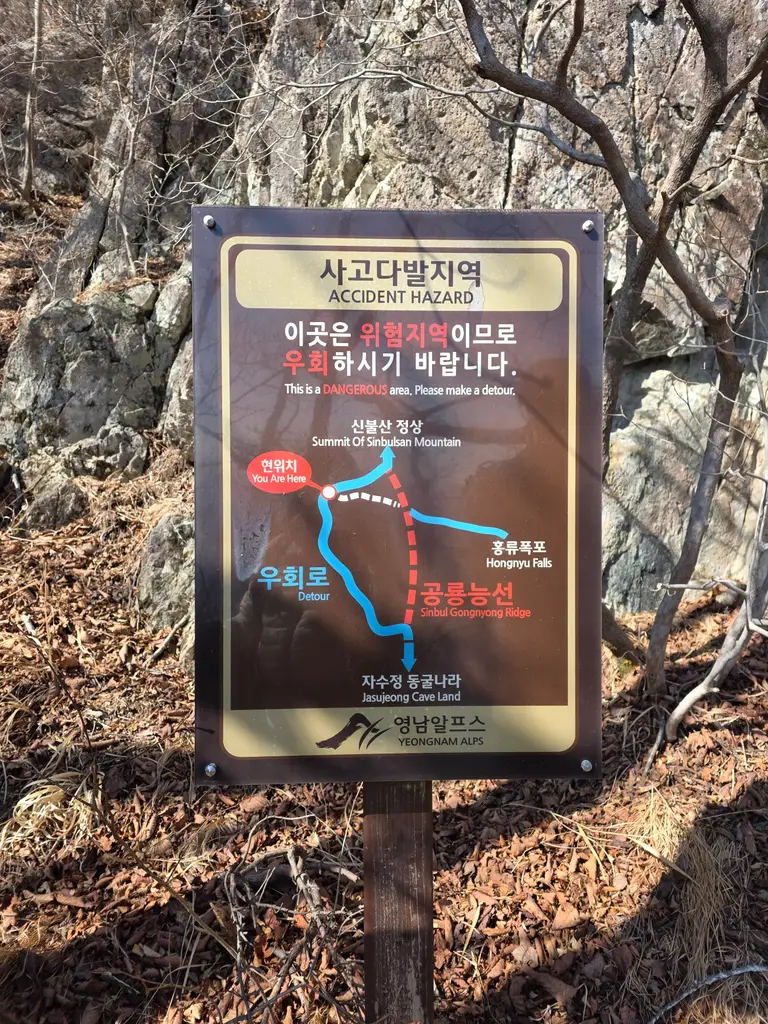 사고다발지역
ACCIDENT HAZARD
이곳은 위험지역이므로
우회하시기 바랍니다.
This is a DANGEROUS area. Please make a detour.
신불산 정상
Summit Of Sinbulsan Mountain
현위치
You Are Here
홍류폭포
Hongnyu Falls
우회로
Detour
공룡능선
Sinbul Gongnyong Ridge
자수정 동굴나라
Jasujeong Cave Land
영남알프스
YEONGNAM ALPS